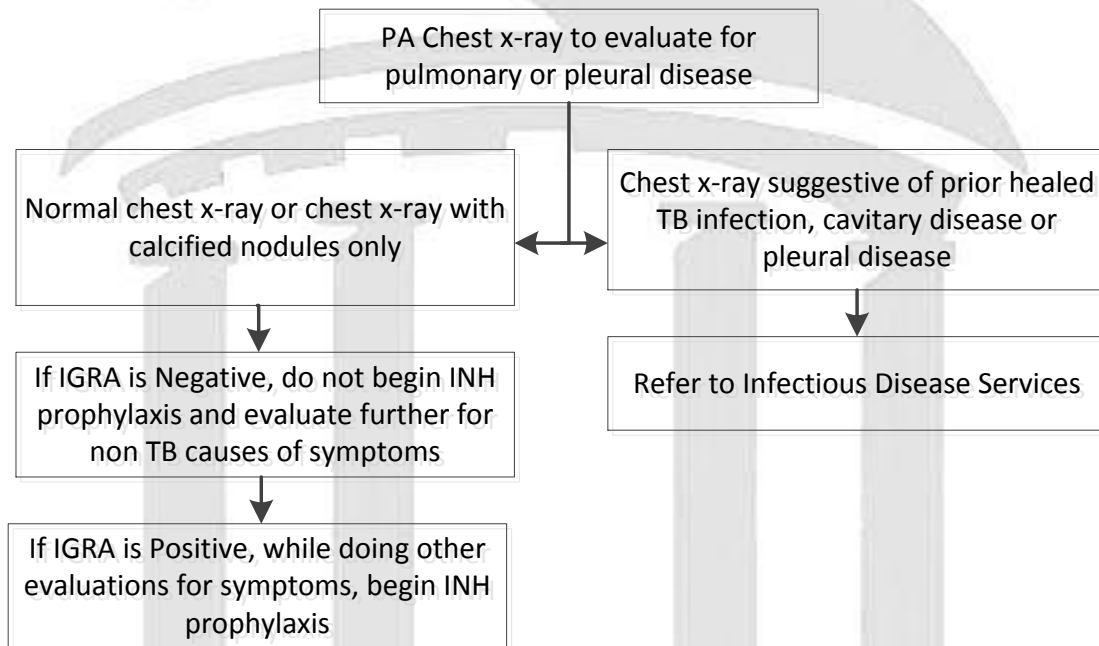 PA Chest x-ray to evaluate for
pulmonary or pleural disease
Normal chest x-ray or chest x-ray with
calcified nodules only
Chest x-ray suggestive of prior healed
TB infection, cavitary disease or
pleural disease
If IGRA is Negative, do not begin INH
prophylaxis and evaluate further for
non TB causes of symptoms
Refer to Infectious Disease Services
If IGRA is Positive, while doing other
evaluations for symptoms, begin INH
prophylaxis